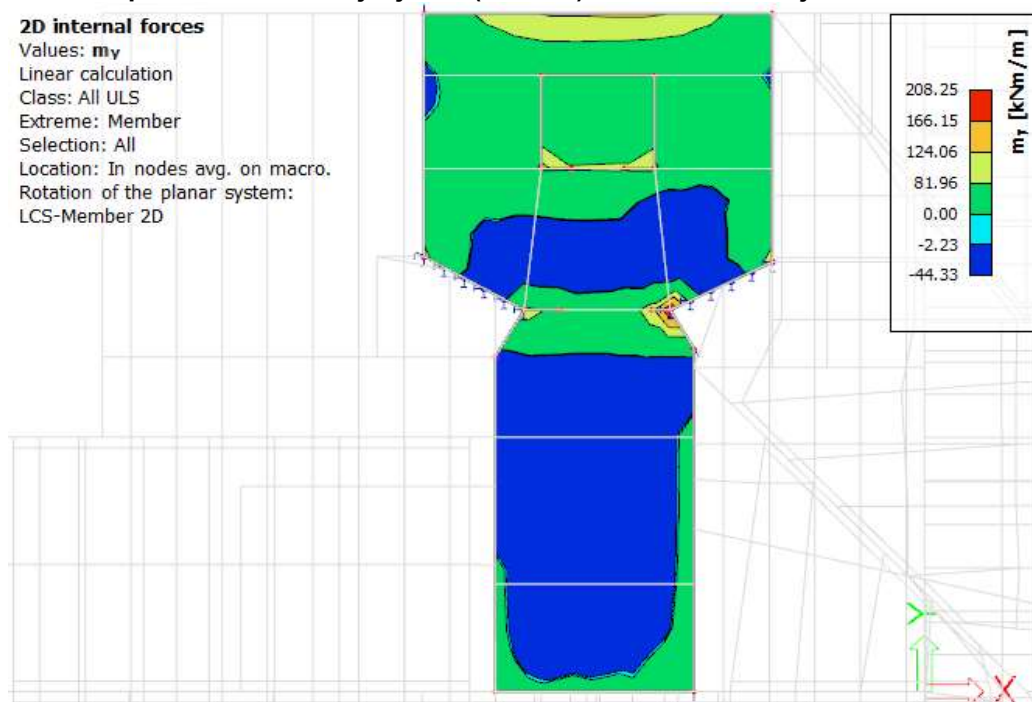 2D internal forces
Values: my
Linear calculation
Class: All ULS
Extreme: Member
Selection: All
Location: In nodes avg. on macro.
Rotation of the planar system:
LCS-Member 2D
my [kNm/m]
208.25
166.15
124.06
81.96
0.00
-2.23
-44.33
Y
X